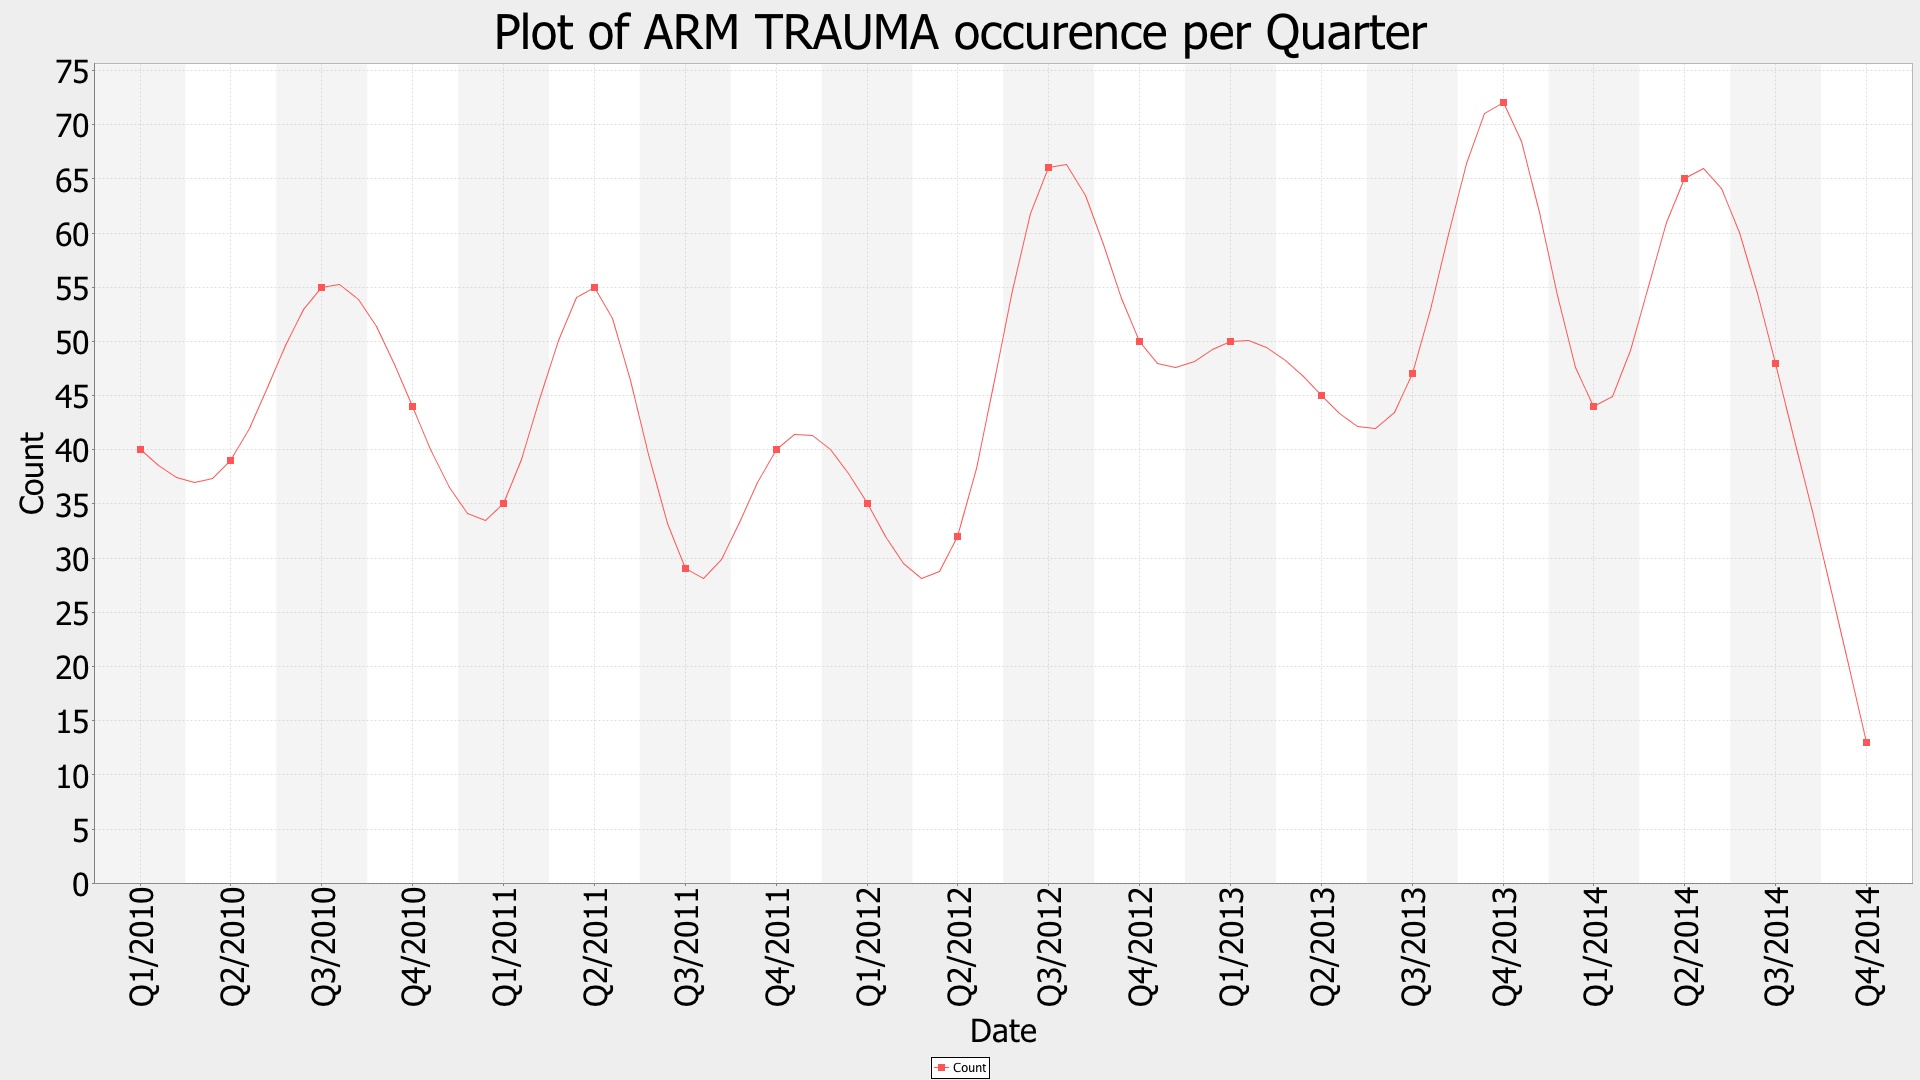 Plot of ARM TRAUMA occurence per Quarter
75
70
65
60
55
50
45
40
35
30
25
20
15
10
5
0
Count
Q1/2010
Q2/2010
Q3/2010
Q4/2010
Q1/2011
Q2/2011
Q3/2011
Q4/2011
Q1/2012
Q2/2012
Q3/2012
Q4/2012
Q1/2013
Q2/2013
Q3/2013
Q4/2013
Q1/2014
Q2/2014
Q3/2014
Q4/2014
Date
Count